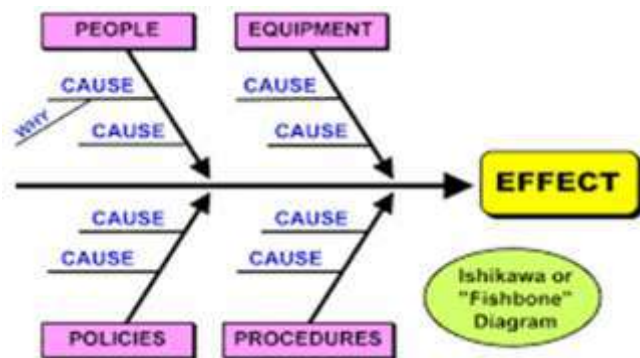 PEOPLE
EQUIPMENT
CAUSE
CAUSE
WHY
CAUSE
CAUSE
EFFECT
CAUSE
CAUSE
CAUSE
CAUSE
Ishikawa or
"Fishbone"
Diagram
POLICIES
PROCEDURES